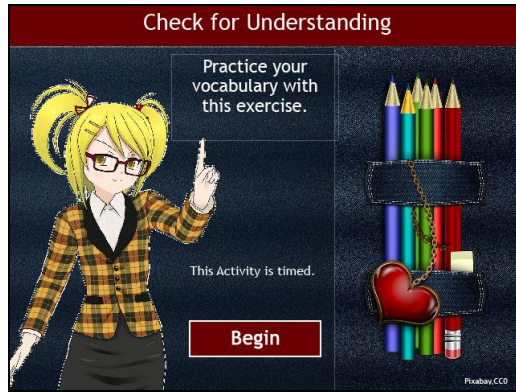 Check for Understanding
Practice your
vocabulary with
this exercise.
This Activity is timed.
Begin
Pixabay,CC0